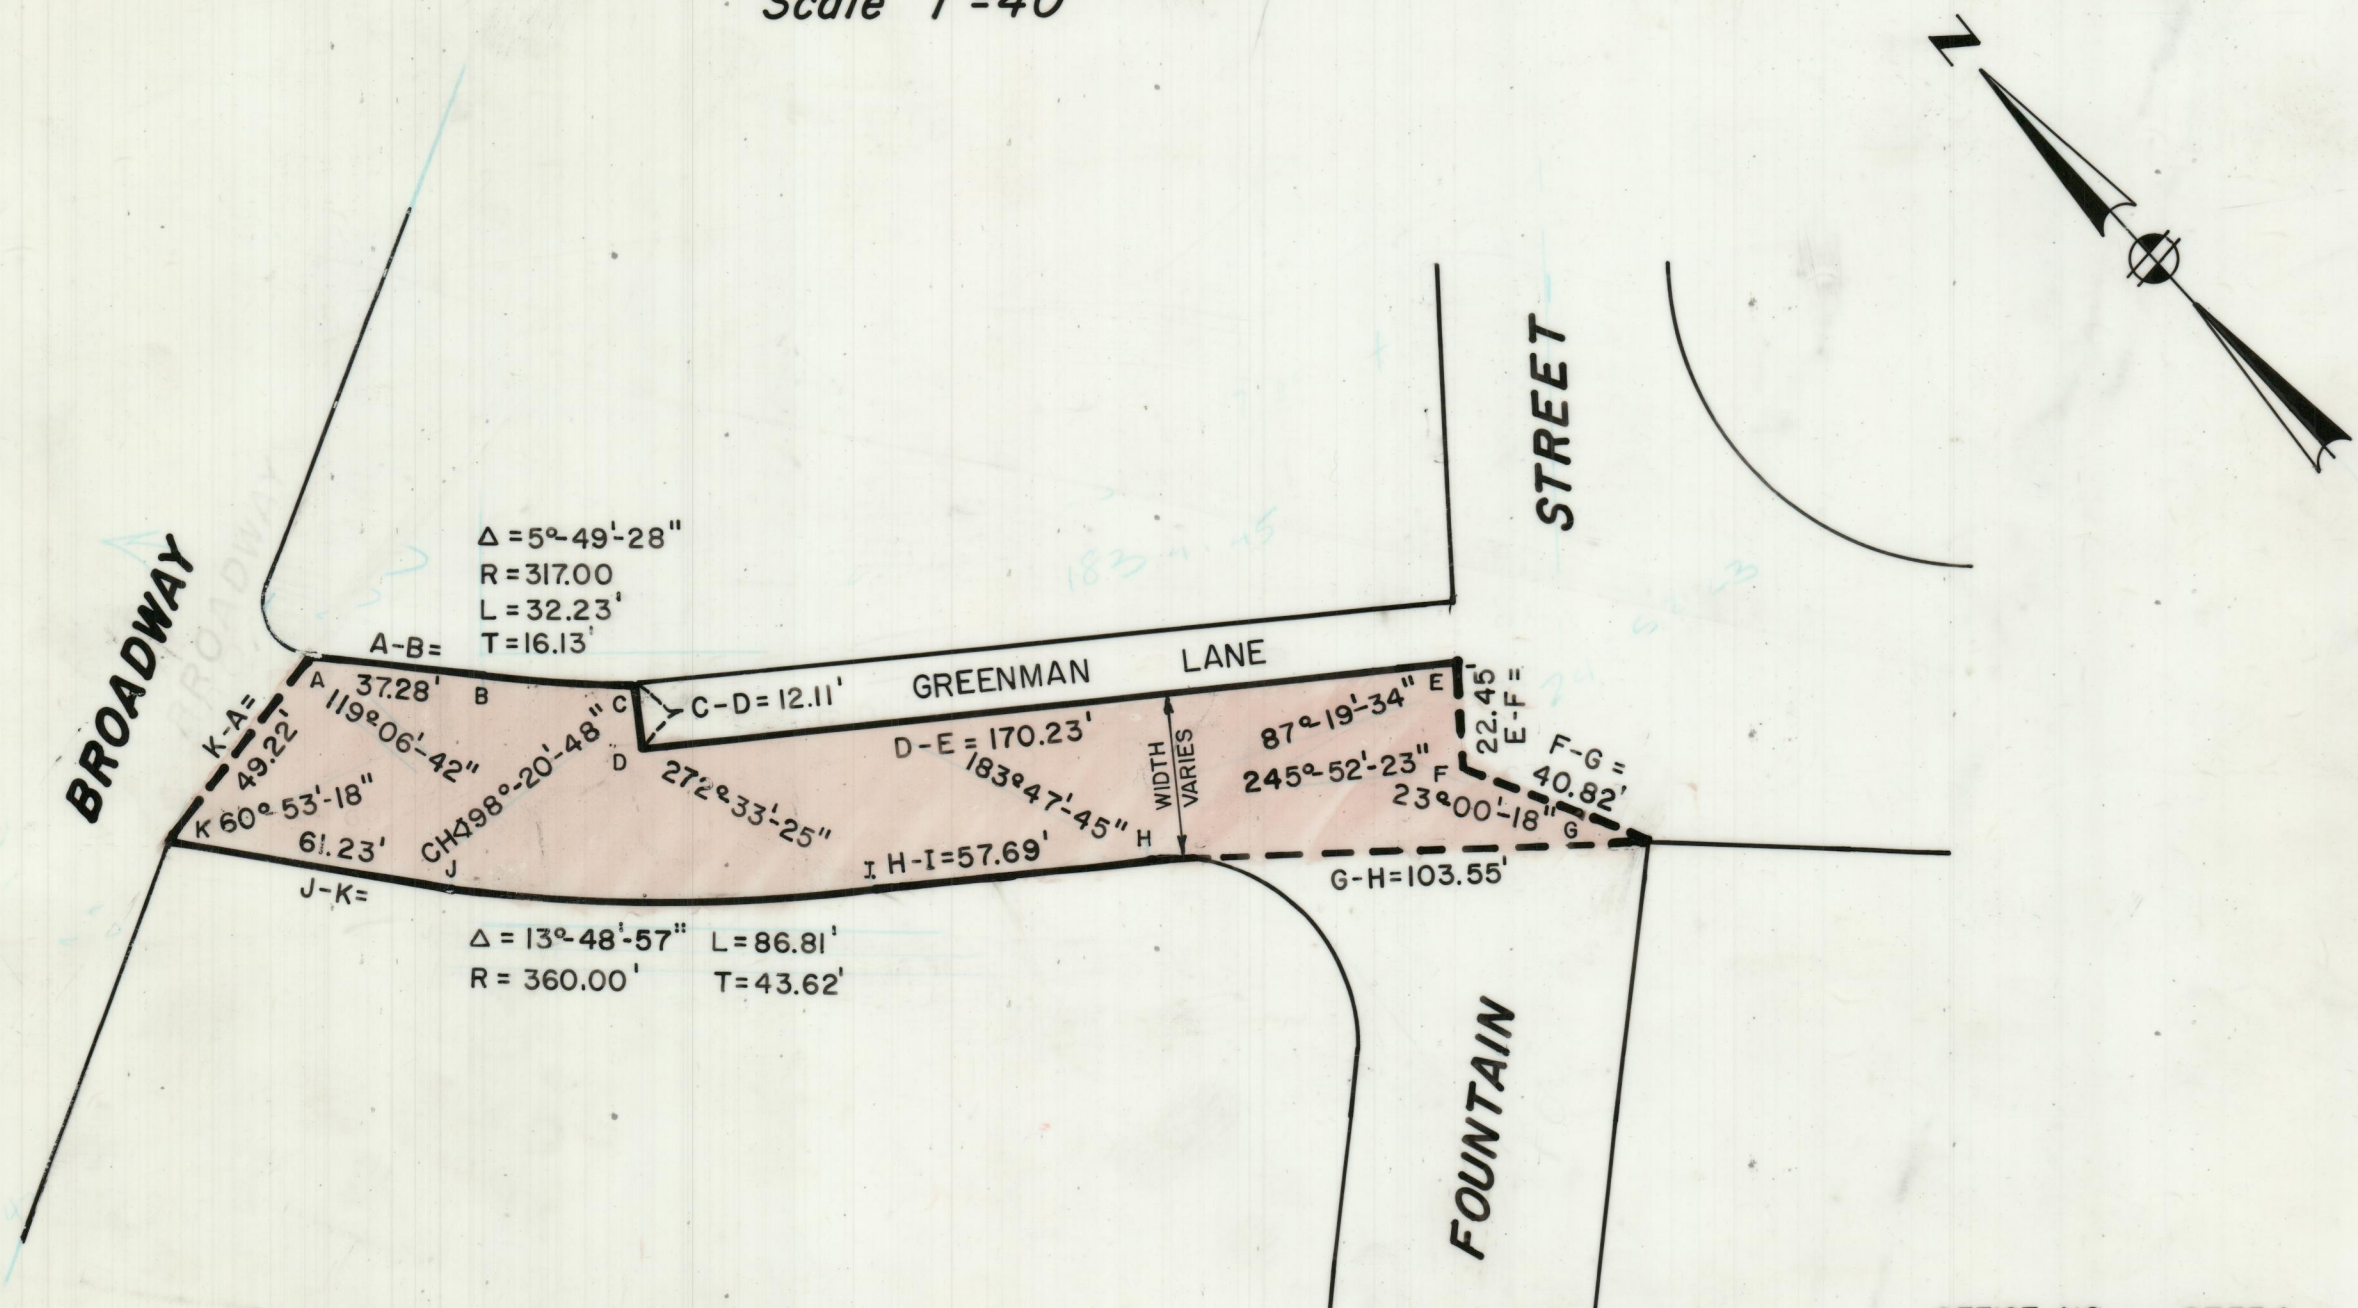 Scale 1"=40'
N
STREET
BROADWAY
Δ = 5°-49'-28"
R = 317.00
L = 32.23'
A-B= T = 16.13'
37.28'
A
B
C
119°06'-42"
K-A=
49.22'
K 60°53'-18"
61.23'
J-K=
J
CH∢98°-20'-48"
C-D = 12.11'
GREENMAN LANE
D
D-E = 170.23'
272°33'-25"
183°47'-45"
WIDTH
VARIES
87°-19'-34"
E
22.45'
E-F=
245°-52'-23"
F
F-G =
40.82'
23°00'-18"
G
H
I H-I=57.69'
G-H=103.55'
Δ = 13°-48'-57" L = 86.81'
R = 360.00' T = 43.62'
FOUNTAIN